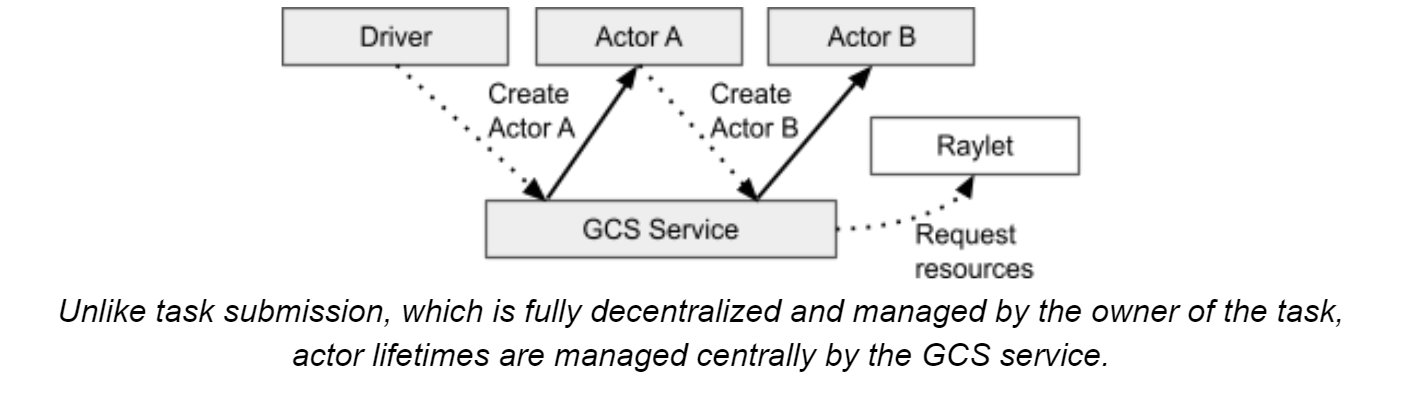 Driver
Actor A
Actor B
Create
Actor A
Create
Actor B
Raylet
GCS Service
Request
resources
Unlike task submission, which is fully decentralized and managed by the owner of the task,
actor lifetimes are managed centrally by the GCS service.